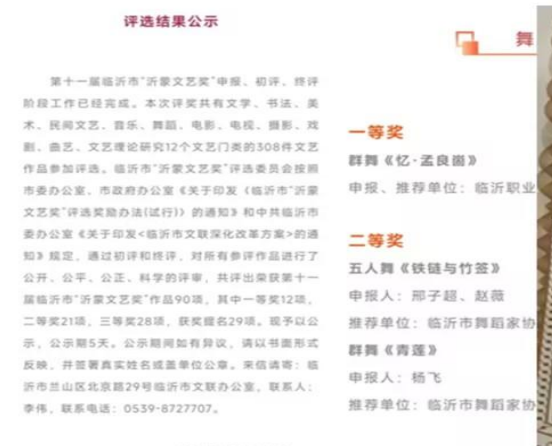 评选结果公示
第十一届临沂市“沂蒙文艺奖”申报、初评、终评
阶段工作已经完成。本次评奖共有文学、书法、美
术、民间文艺、音乐、舞蹈、电影、电视、摄影、戏
剧、曲艺、文艺理论研究12个文艺门类的308件文艺
作品参加评选。临沂市“沂蒙文艺奖”评选委员会按照
市委办公室、市政府办公室《关于印发〈临沂市“沂蒙
文艺奖”评选奖励办法(试行)〉的通知》和中共临沂市
委办公室《关于印发<临沂市文联深化改革方案>的通
知》规定，通过初评和终评，对所有参评作品进行了
公开、公平、公正、科学的评审，共评出荣获第十一
届临沂市“沂蒙文艺奖”作品90项，其中一等奖12项，
二等奖21项，三等奖28项，获奖提名29项。现予以公
示，公示期5天。公示期间如有异议，请以书面形式
反映，并签署真实姓名或盖单位公章。来信请寄：临
沂市兰山区北京路29号临沂市文联办公室，联系人：
李伟，联系电话：0539-8727707。
舞
一等奖
群舞《忆·孟良崮》
申报、推荐单位：临沂职业
二等奖
五人舞《铁链与竹签》
申报人：邢子超、赵薇
推荐单位：临沂市舞蹈家协
群舞《青莲》
申报人：杨飞
推荐单位：临沂市舞蹈家协